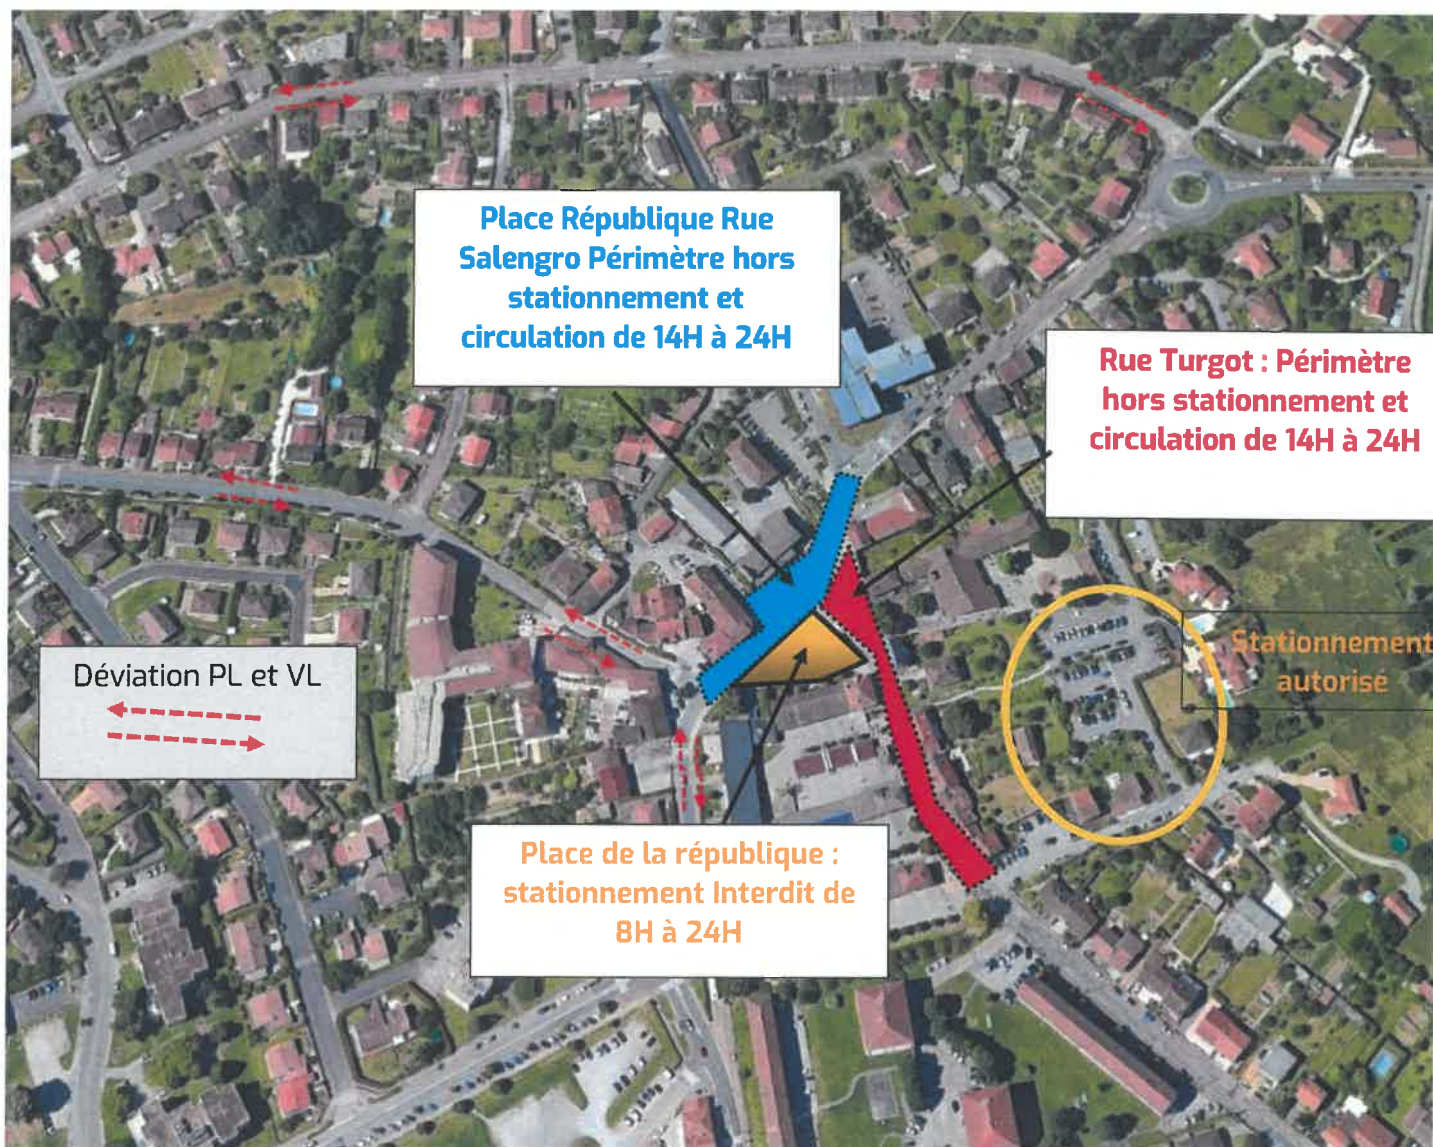 Place République Rue
Salengro Périmètre hors
stationnement et
circulation de 14H à 24H
Rue Turgot : Périmètre
hors stationnement et
circulation de 14H à 24H
Stationnement
autorisé
Déviation PL et VL
Place de la république :
stationnement Interdit de
8H à 24H